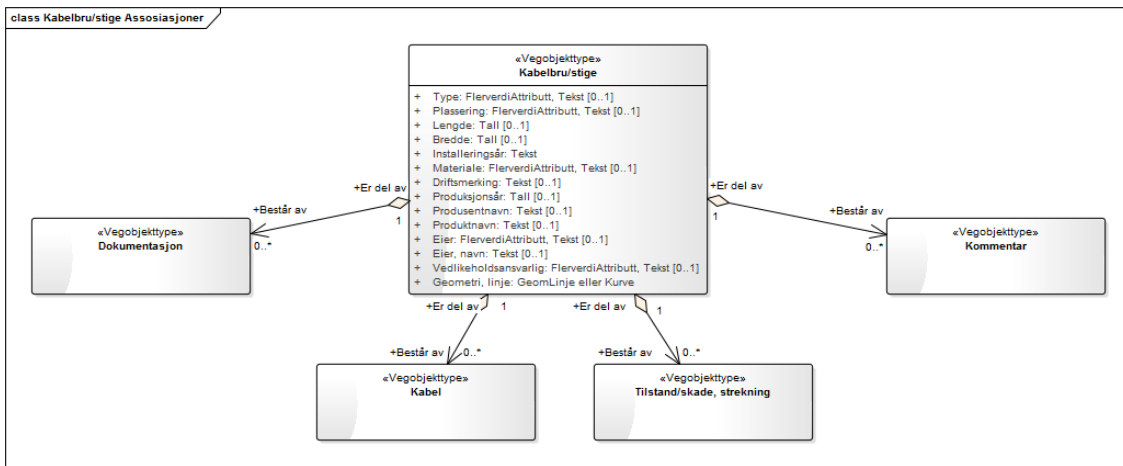 class Kabelbru/stige Assosiasjoner
«Vegobjekttype»
Kabelbru/stige
+ Type: FlerverdiAttributt, Tekst [0..1]
+ Plassering: FlerverdiAttributt, Tekst [0..1]
+ Lengde: Tall [0..1]
+ Bredde: Tall [0..1]
+ Installeringsår: Tekst
+ Materiale: FlerverdiAttributt, Tekst [0..1]
+ Driftsmerking: Tekst [0..1]
+ Produksjonsår: Tall [0..1]
+ Produsentnavn: Tekst [0..1]
+ Produktnavn: Tekst [0..1]
+ Eier: FlerverdiAttributt, Tekst [0..1]
+ Eier, navn: Tekst [0..1]
+ Vedlikeholdsansvarlig: FlerverdiAttributt, Tekst [0..1]
+ Geometri, linje: GeomLinje eller Kurve
+Er del av
1
+Består av
0..*
«Vegobjekttype»
Dokumentasjon
+Er del av
1
+Består av
0..*
«Vegobjekttype»
Kommentar
+Er del av
1
+Består av
0..*
«Vegobjekttype»
Kabel
+Er del av
1
+Består av
0..*
«Vegobjekttype»
Tilstand/skade, strekning